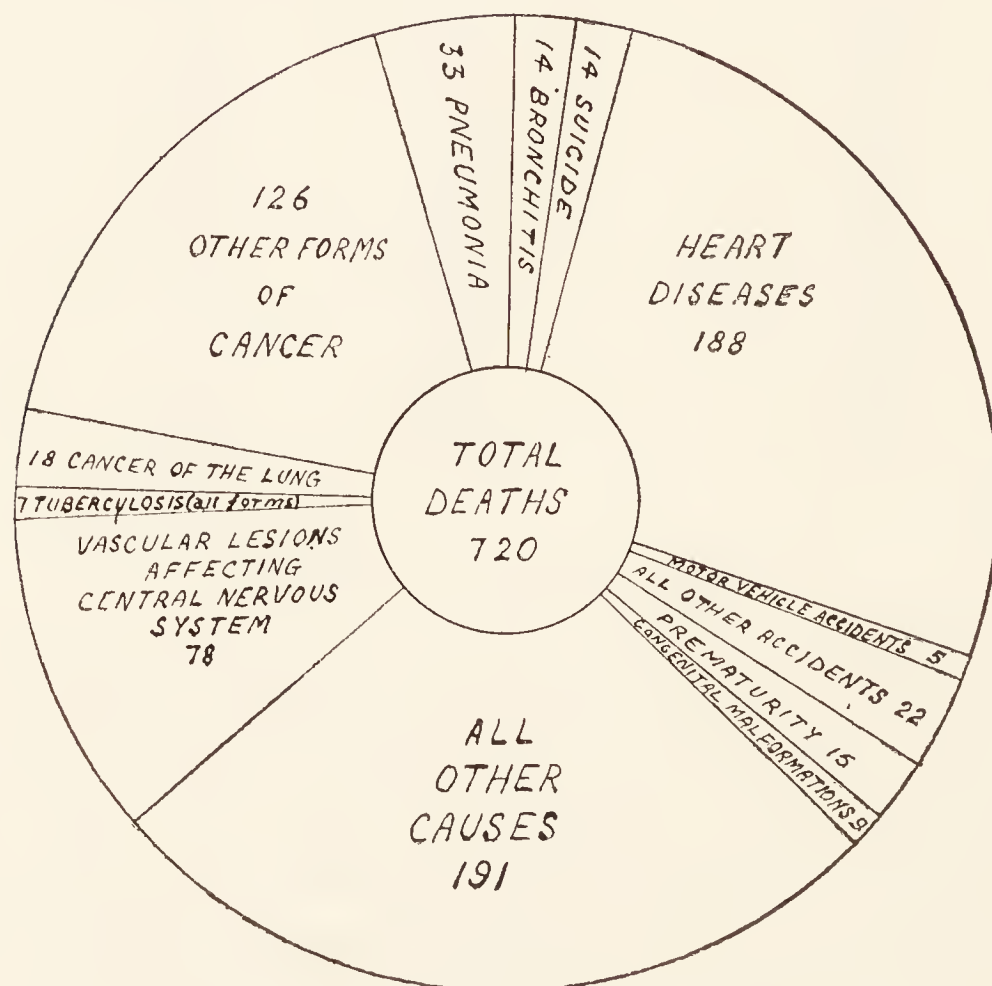 33 PNEUMONIA
14 BRONCHITIS
14 SUICIDE
126
OTHER FORMS
OF
CANCER
HEART
DISEASES
188
18 CANCER OF THE LUNG
7 TUBERCYLOSIS (all forms)
VASCULAR LESIONS
AFFECTING
CENTRAL NERVOUS
SYSTEM
78
TOTAL
DEATHS
720
MOTOR VEHICLE ACCIDENTS 5
ALL OTHER ACCIDENTS 22
PREMATURITY 15
CONGENITAL MALFORMATIONS 9
ALL
OTHER
CAUSES
191